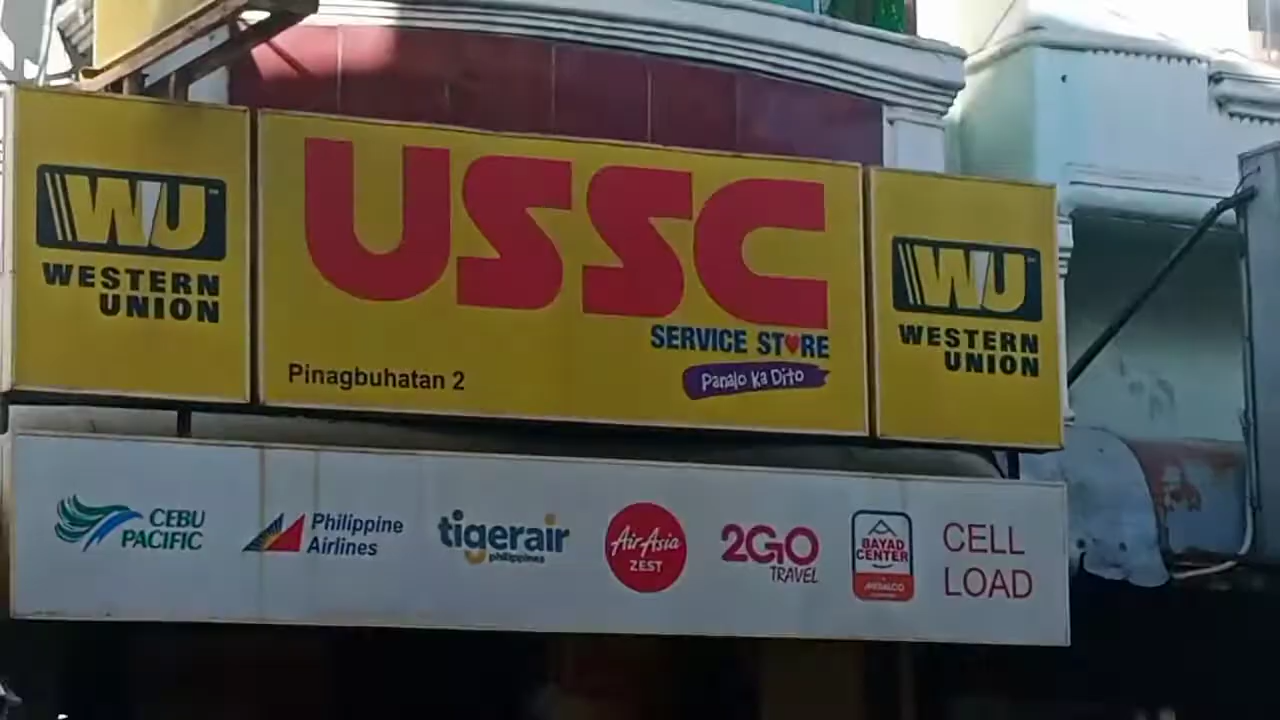 WU
WESTERN
UNION
USSC
SERVICE STORE
Panalo Ka Dito
Pinagbuhatan 2
WU
WESTERN
UNION
CEBU
PACIFIC
Philippine
Airlines
tigerair
philippines
AirAsia
ZEST
2GO
TRAVEL
BAYAD
CENTER
MERALCO
CELL
LOAD